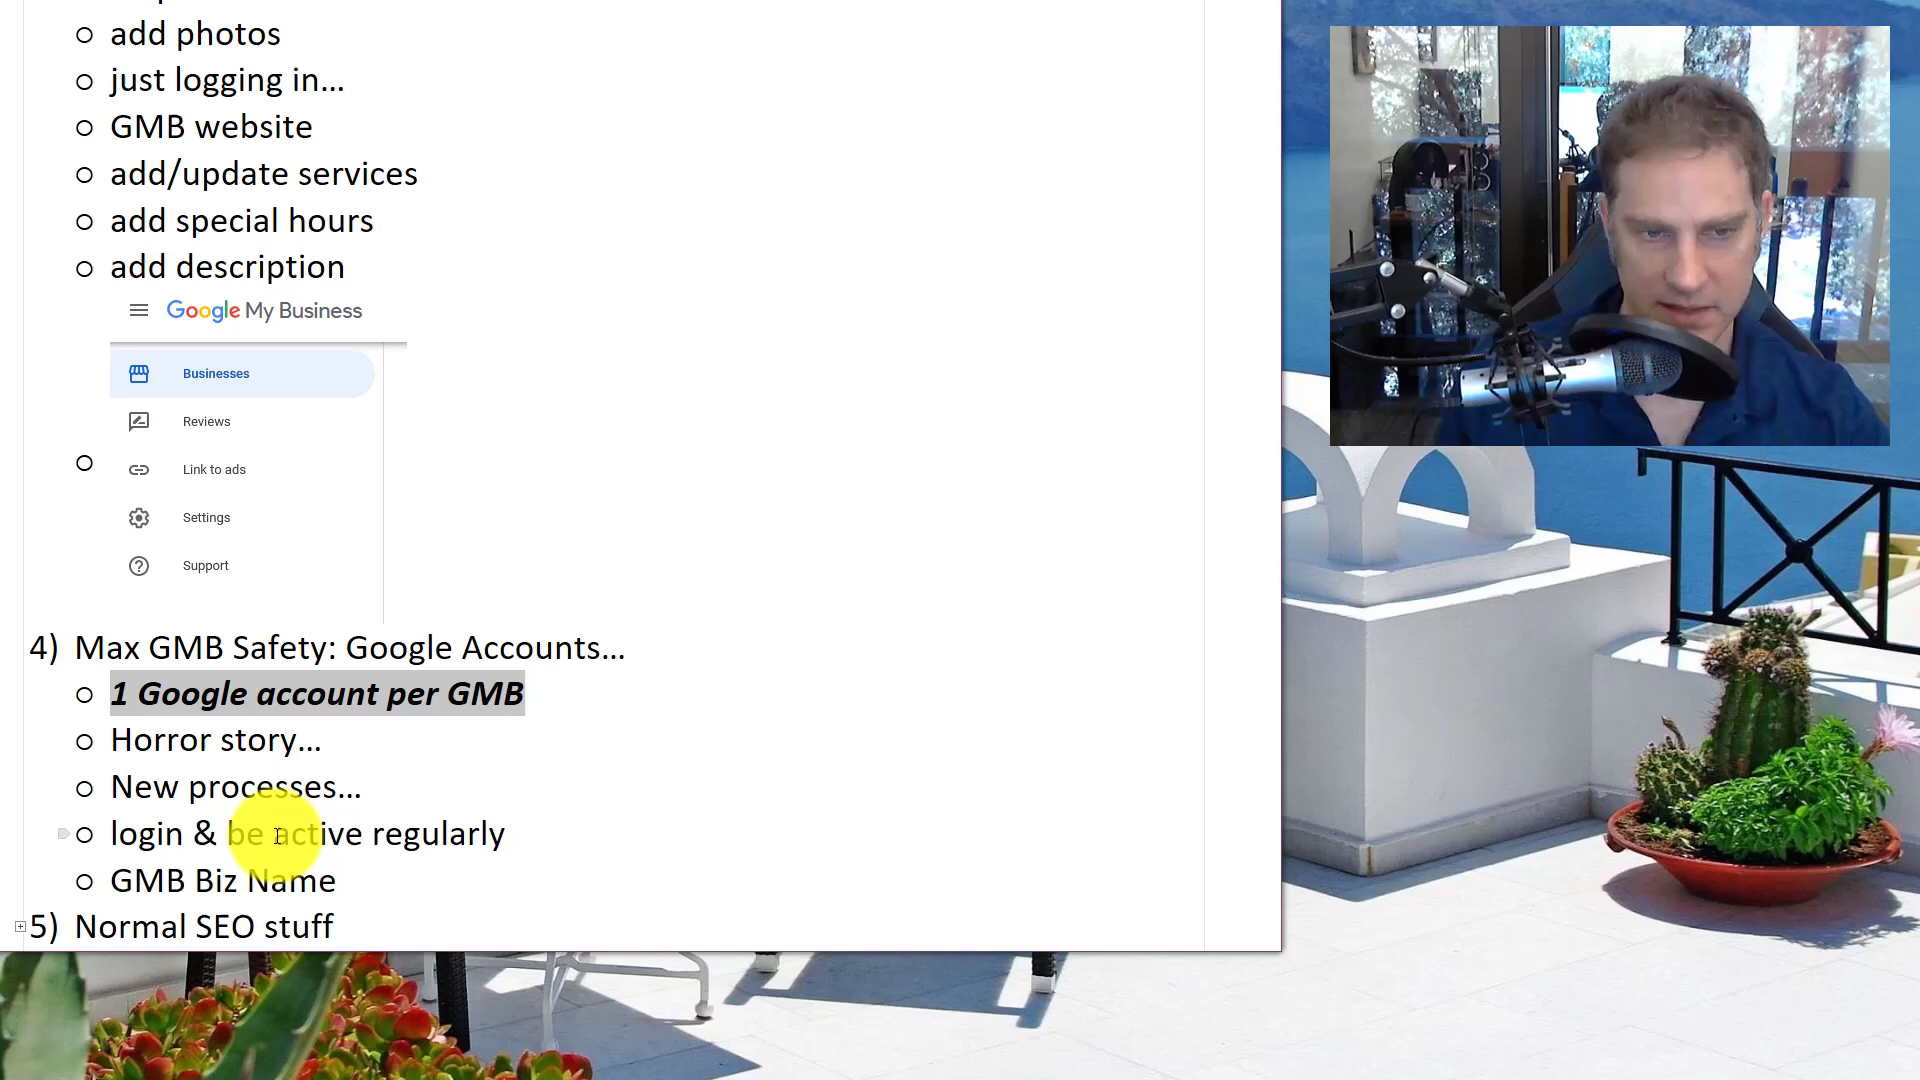 add photos
just logging in...
GMB website
add/update services
add special hours
add description
Google My Business
Businesses
Reviews
Link to ads
Settings
Support
4) Max GMB Safety: Google Accounts...
1 Google account per GMB
Horror story...
New processes...
login & be active regularly
GMB Biz Name
5) Normal SEO stuff